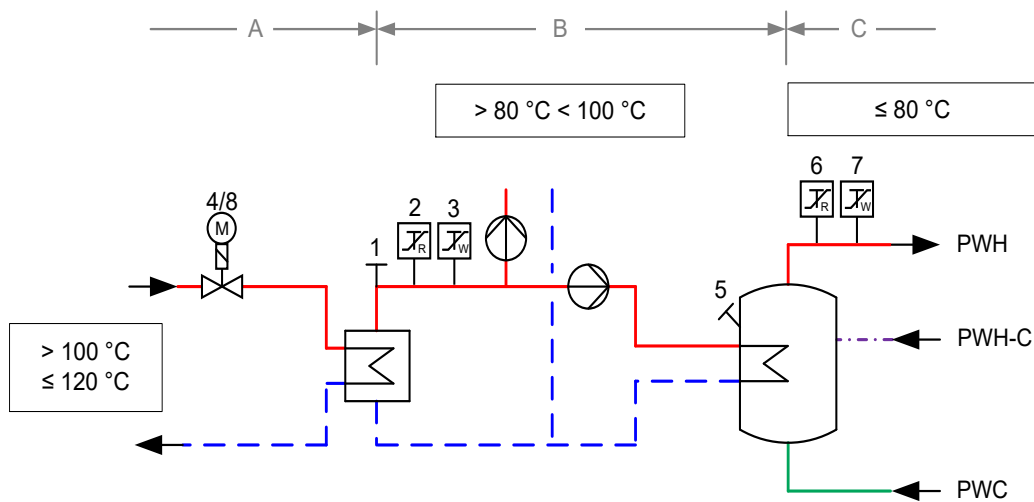 A B C
> 80 °C < 100 °C
≤ 80 °C
6 7
R W
4/8
M
2 3
R W
1
PWH
5
PWH-C
> 100 °C
≤ 120 °C
PWC